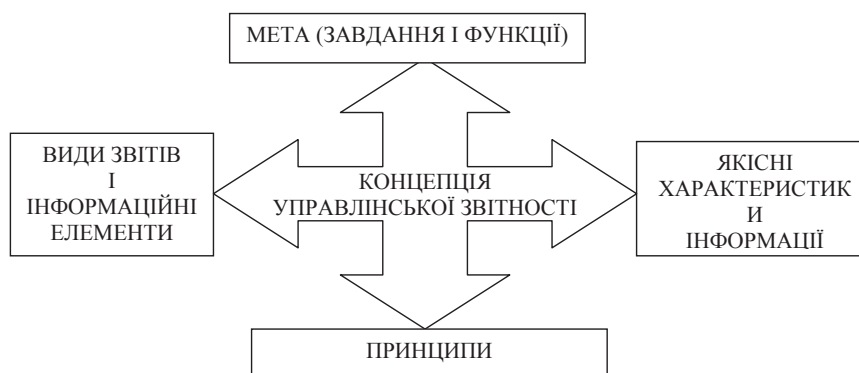 МЕТА (ЗАВДАННЯ І ФУНКЦІЇ)
ВИДИ ЗВІТІВ
І
ІНФОРМАЦІЙНІ
ЕЛЕМЕНТИ
КОНЦЕПЦІЯ
УПРАВЛІНСЬКОЇ ЗВІТНОСТІ
ЯКІСНІ
ХАРАКТЕРИСТИК
И
ІНФОРМАЦІЇ
ПРИНЦИПИ